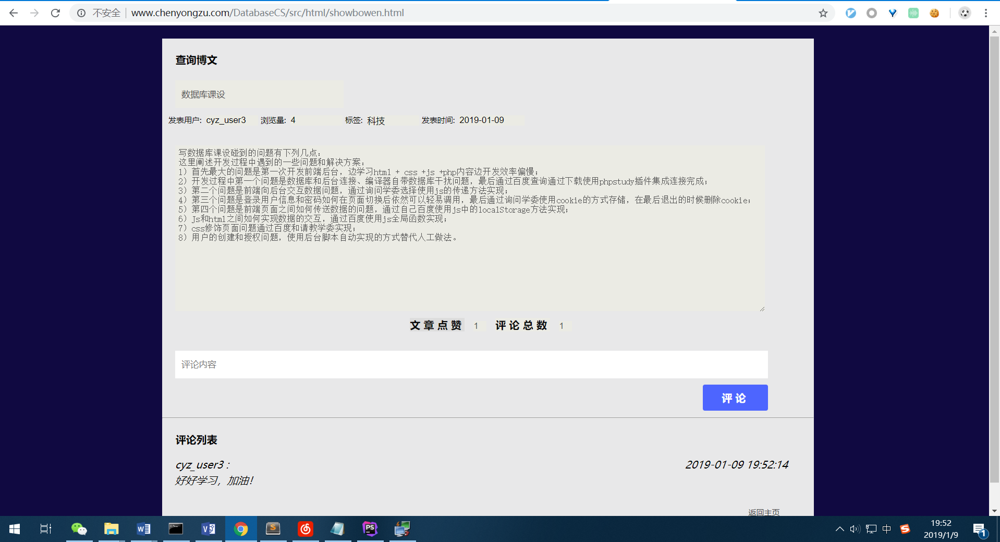 不安全 www.chenyongzu.com/DatabaseCS/src/html/showbowen.html
查询博文
数据库课设
发表用户: cyz_user3 浏览量: 4 标签: 科技 发表时间: 2019-01-09
写数据库课设碰到的问题有下列几点：
这里阐述开发过程中遇到的一些问题和解决方案：
1）首先最大的问题是第一次开发前端后台，边学习html + css +js +php内容边开发效率偏慢；
2）开发过程中第一个问题是数据库和后台连接、编译器自带数据库干扰问题，最后通过百度查询通过下载使用phpstudy插件集成连接完成；
3）第二个问题是前端向后台交互数据问题，通过询问学委选择使用js的传递方法实现；
4）第三个问题是登录用户信息和密码如何在页面切换后依然可以轻易调用，最后通过询问学委使用cookie的方式存储，在最后退出的时候删除cookie；
5）第四个问题是前端页面之间如何传送数据的问题，通过自己百度使用js中的localStorage方法实现；
6）js和html之间如何实现数据的交互，通过百度使用js全局函数实现；
7）css修饰页面问题通过百度和请教学委实现；
8）用户的创建和授权问题，使用后台脚本自动实现的方式替代人工做法。
文章点赞 1 评论总数 1
评论内容
评论
评论列表
cyz_user3 : 2019-01-09 19:52:14
好好学习，加油！
返回主页
中 19:52
2019/1/9
1